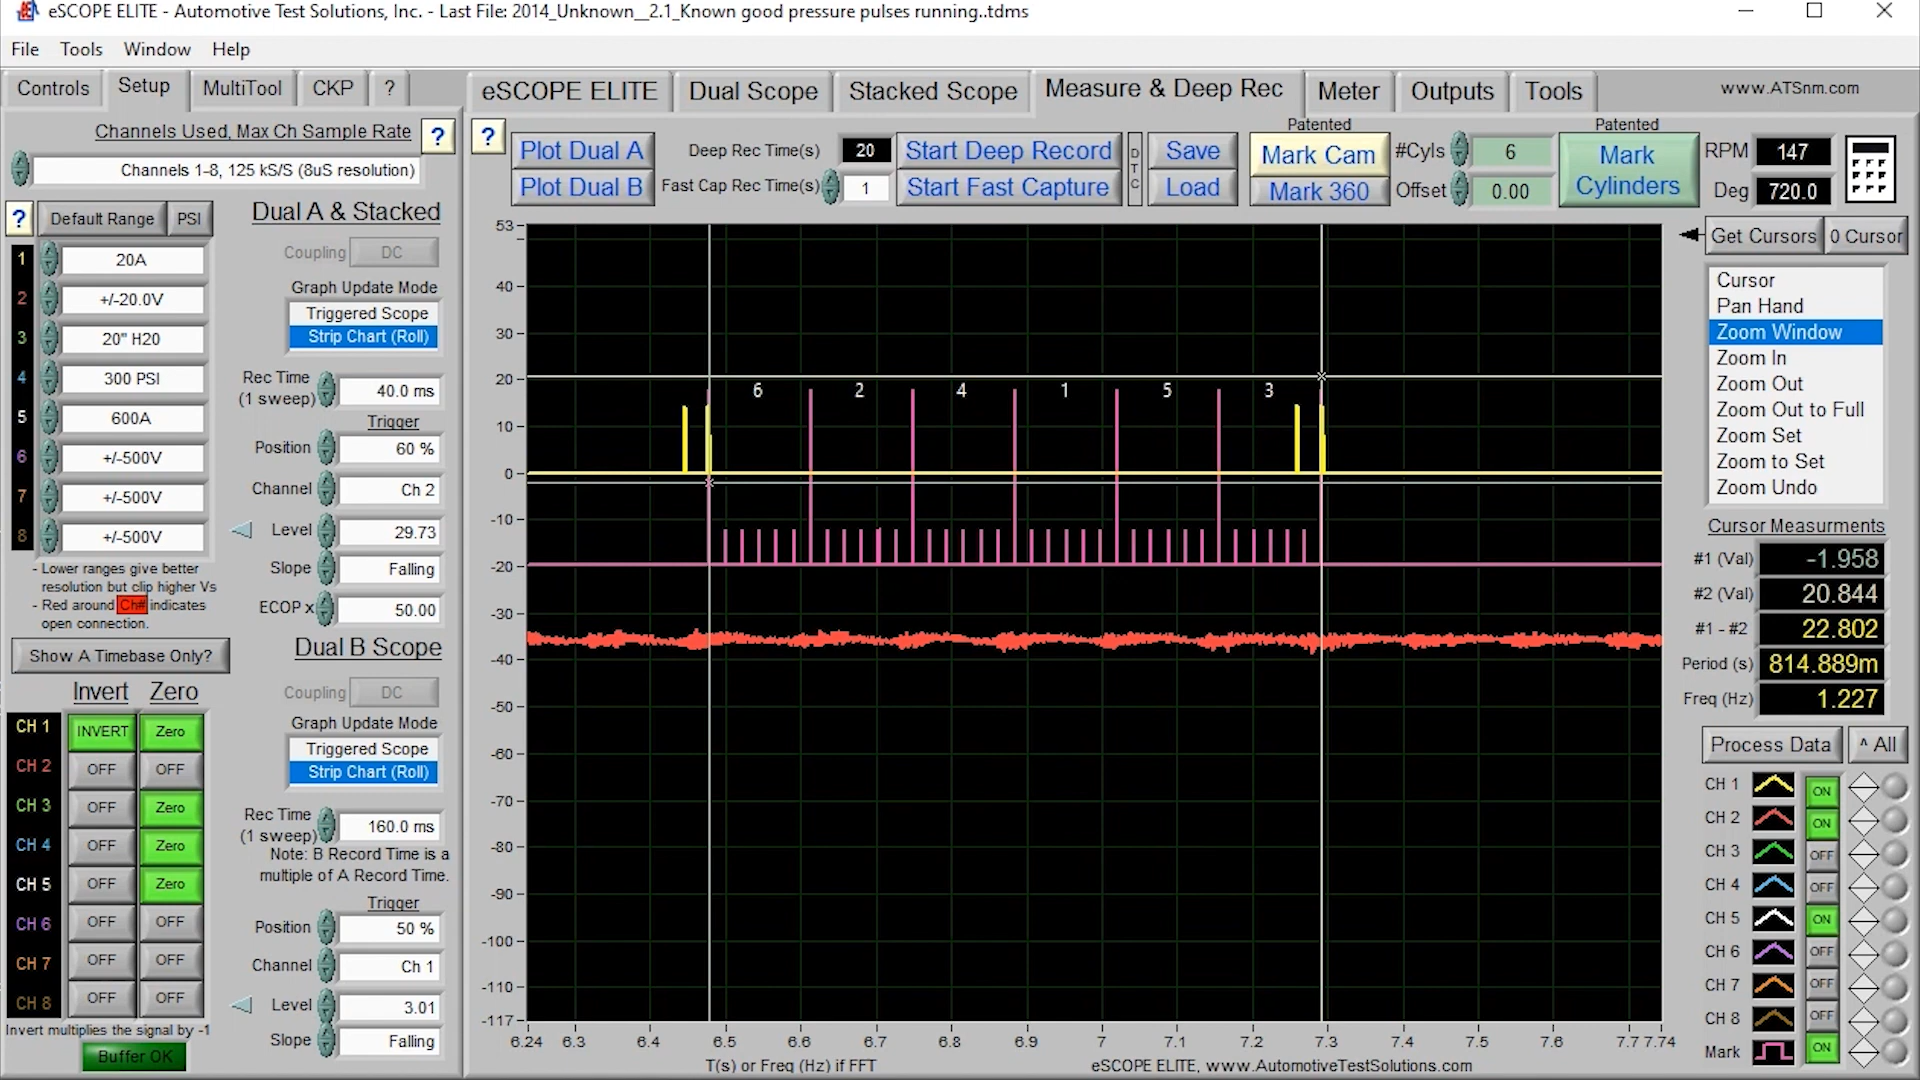 eSCOPE ELITE - Automotive Test Solutions, Inc. - Last File: 2014_Unknown__2.1_Known good pressure pulses running..tdms
File Tools Window Help
Controls Setup MultiTool CKP ?
eSCOPE ELITE Dual Scope Stacked Scope Measure & Deep Rec Meter Outputs Tools
www.ATSnm.com
Channels Used, Max Ch Sample Rate ?
Channels 1-8, 125 kS/S (8uS resolution)
? Default Range PSI
1 20A
2 +/-20.0V
3 20" H20
4 300 PSI
5 600A
6 +/-500V
7 +/-500V
8 +/-500V
- Lower ranges give better
resolution but clip higher Vs
- Red around Ch# indicates
open connection.
Show A Timebase Only?
Invert Zero
CH 1 INVERT Zero
CH 2 OFF OFF
CH 3 OFF Zero
CH 4 OFF Zero
CH 5 OFF Zero
CH 6 OFF OFF
CH 7 OFF OFF
CH 8 OFF OFF
Invert multiplies the signal by -1
Buffer OK
Dual A & Stacked
Coupling DC
Graph Update Mode
Triggered Scope
Strip Chart (Roll)
Rec Time
(1 sweep) 40.0 ms
Trigger
Position 60 %
Channel Ch 2
Level 29.73
Slope Falling
ECOP x 50.00
Dual B Scope
Coupling DC
Graph Update Mode
Triggered Scope
Strip Chart (Roll)
Rec Time
(1 sweep) 160.0 ms
Note: B Record Time is a
multiple of A Record Time.
Trigger
Position 50 %
Channel Ch 1
Level 3.01
Slope Falling
?
Plot Dual A
Plot Dual B
Deep Rec Time(s) 20
Fast Cap Rec Time(s) 1
Start Deep Record
Start Fast Capture
DTC
Save
Load
Patented
Mark Cam
Mark 360
#Cyls 6
Offset 0.00
Patented
Mark
Cylinders
RPM 147
Deg 720.0
53
40
30
20
10
0
-10
-20
-30
-40
-50
-60
-70
-80
-90
-100
-110
-117
6 2 4 1 5 3
6.24 6.3 6.4 6.5 6.6 6.7 6.8 6.9 7 7.1 7.2 7.3 7.4 7.5 7.6 7.7 7.74
T(s) or Freq (Hz) if FFT
eSCOPE ELITE, www.AutomotiveTestSolutions.com
Get Cursors 0 Cursor
Cursor
Pan Hand
Zoom Window
Zoom In
Zoom Out
Zoom Out to Full
Zoom Set
Zoom to Set
Zoom Undo
Cursor Measurments
#1 (Val) -1.958
#2 (Val) 20.844
#1 - #2 22.802
Period (s) 814.889m
Freq (Hz) 1.227
Process Data ^ All
CH 1 ON
CH 2 ON
CH 3 OFF
CH 4 OFF
CH 5 ON
CH 6 OFF
CH 7 OFF
CH 8 OFF
Mark ON